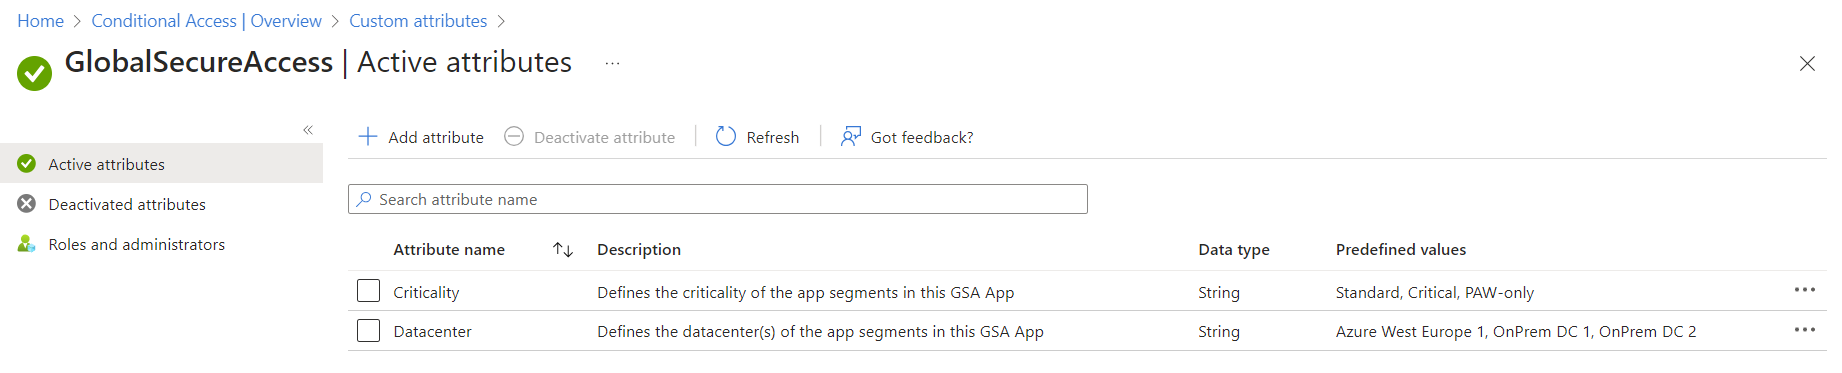 Home > Conditional Access | Overview > Custom attributes >
GlobalSecureAccess | Active attributes ...
«
Active attributes
Deactivated attributes
Roles and administrators
Add attribute Deactivate attribute Refresh Got feedback?
Search attribute name
Attribute name Description Data type Predefined values
Criticality Defines the criticality of the app segments in this GSA App String Standard, Critical, PAW-only
Datacenter Defines the datacenter(s) of the app segments in this GSA App String Azure West Europe 1, OnPrem DC 1, OnPrem DC 2